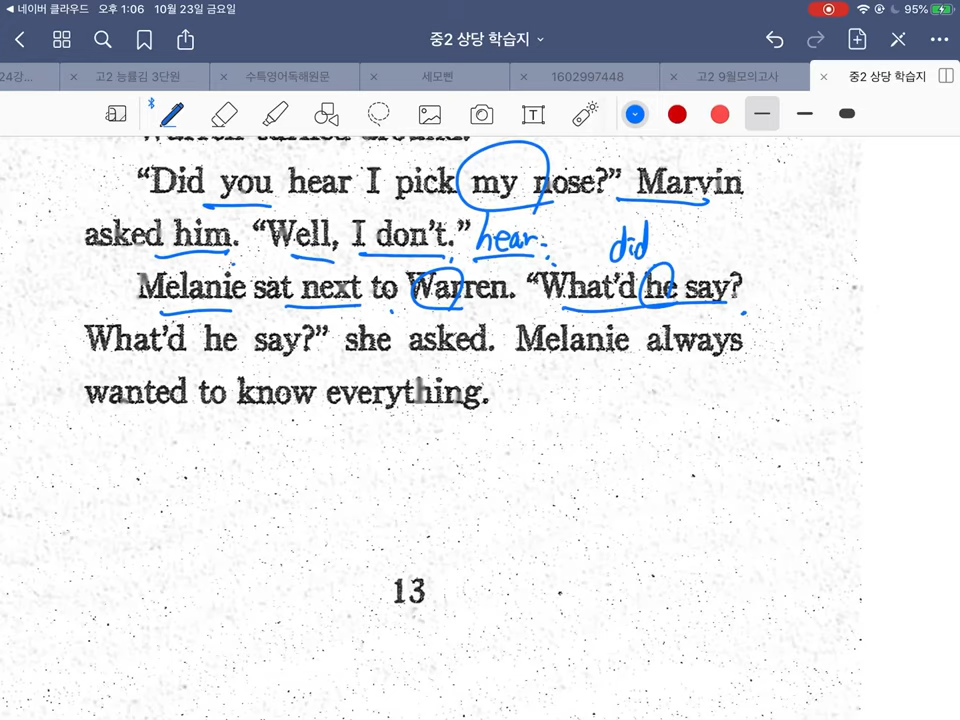 네이버 클라우드 오후 1:06 10월 23일 금요일 95%
중2 상당 학습지
24강... 고2 능률김 3단원 수특영어독해원문 세모삔 1602997448 고2 9월모의고사 중2 상당 학습지
Warren turned around.
“Did you hear I pick my nose?” Marvin
asked him. “Well, I don’t.” hear.
did
Melanie sat next to Warren. “What’d he say?
What’d he say?” she asked. Melanie always
wanted to know everything.
13